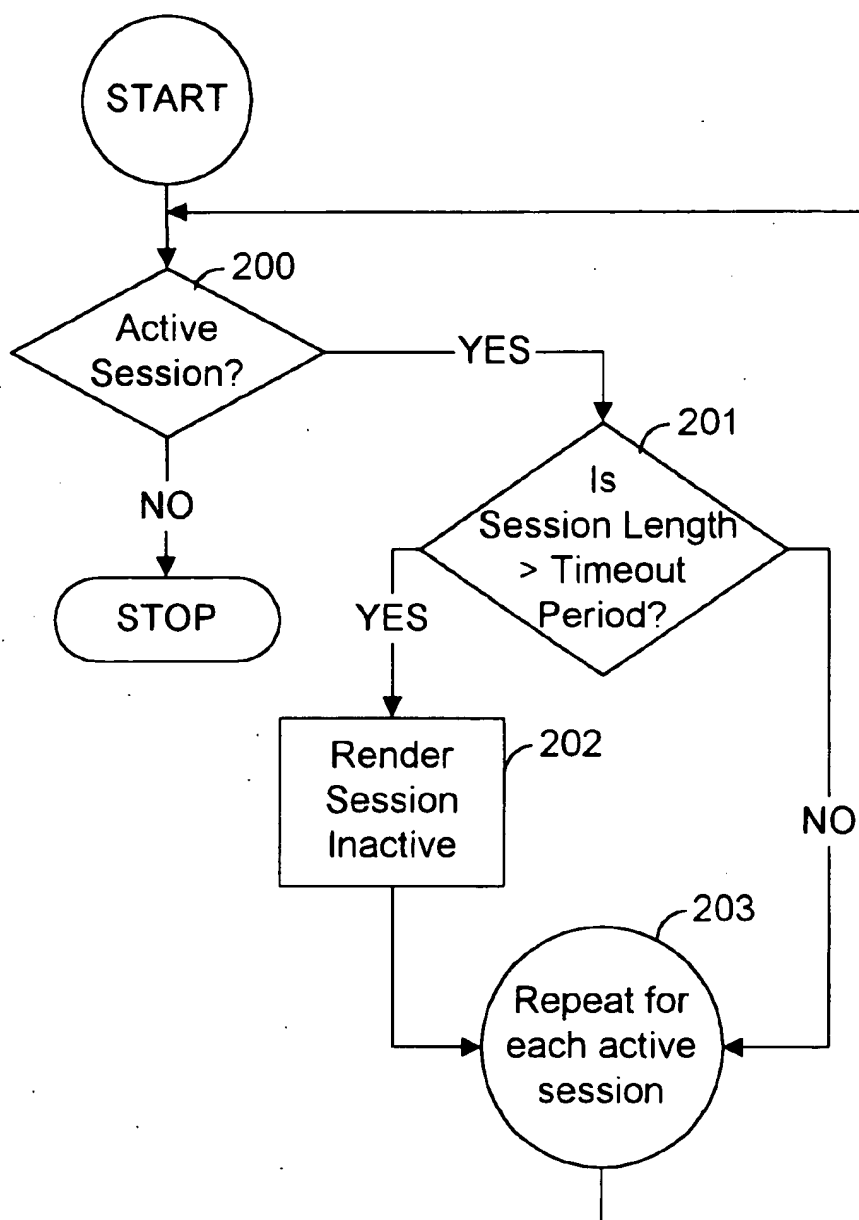 START
200
Active
Session?
YES
201
Is
Session Length
> Timeout
Period?
NO
STOP
YES
202
Render
Session
Inactive
NO
203
Repeat for
each active
session